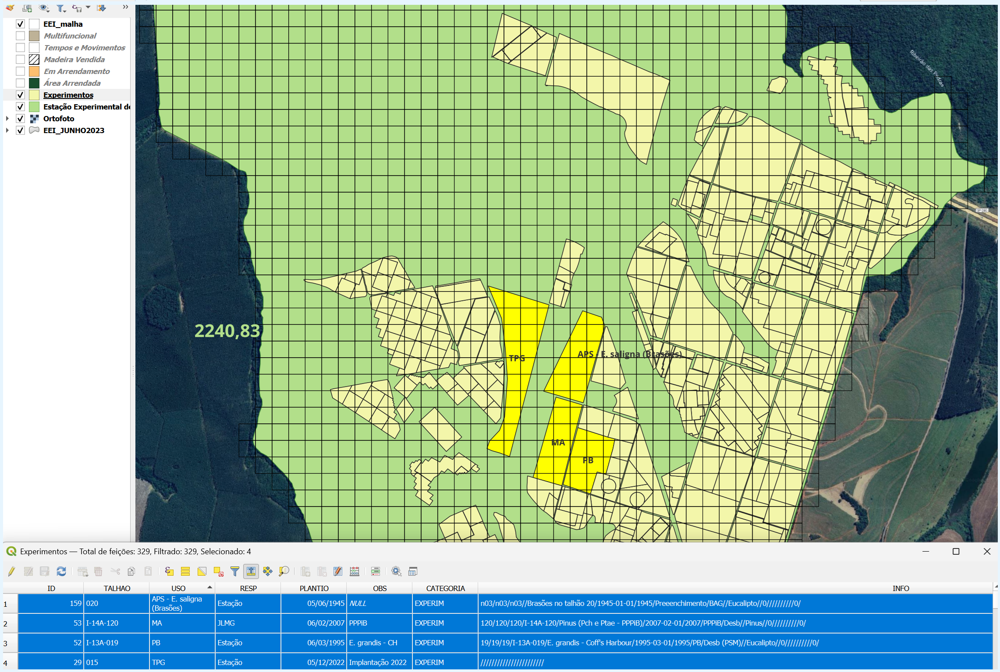 EEI_malha
Multifuncional
Tempos e Movimentos
Madeira Vendida
Em Arrendamento
Área Arrendada
Experimentos
Estação Experimental de
Ortofoto
EEI_JUNHO2023
Ribeirão das Pedras
SP-280
2240,83
TPG
APS - E. saligna (Brasões)
MA
PB
Experimentos — Total de feições: 329, Filtrado: 329, Selecionado: 4
ID TALHAO USO RESP PLANTIO OBS CATEGORIA INFO
1 159 020 APS - E. saligna (Brasões) Estação 05/06/1945 NULL EXPERIM n03/n03/n03//Brasões no talhão 20/1945-01-01/1945/Preeenchimento/BAG//Eucalipto//0//////////0/
2 53 I-14A-120 MA JLMG 06/02/2007 PPPiB EXPERIM 120/120/120/I-14A-120/Pinus (Pch e Ptae - PPPiB)/2007-02-01/2007/PPPiB/Desb//Pinus//0//////////0/
3 52 I-13A-019 PB Estação 06/03/1995 E. grandis - CH EXPERIM 19/19/19/I-13A-019/E. grandis - Coff's Harbour/1995-03-01/1995/PB/Desb (PSM)//Eucalipto//0//////////0/
4 29 015 TPG Estação 05/12/2022 Implantação 2022 EXPERIM ///////////////////////